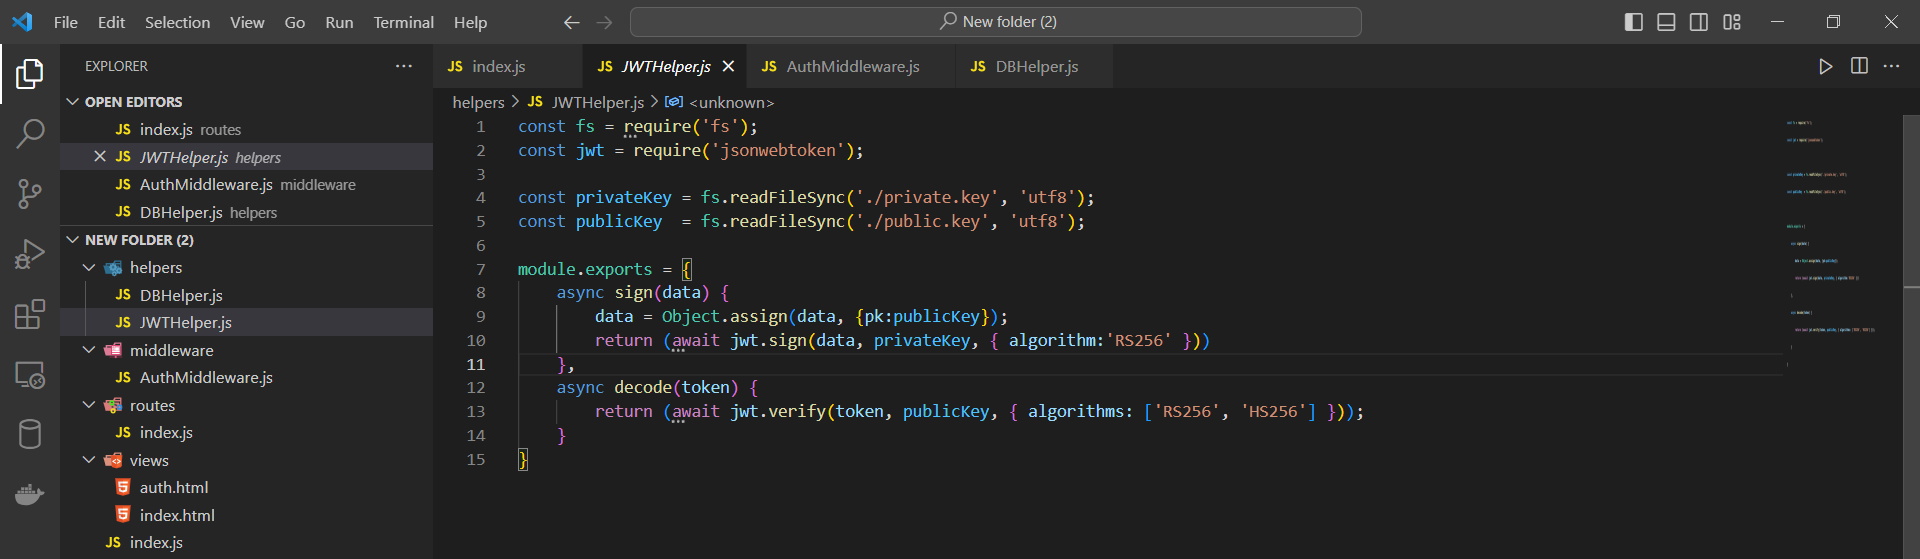 File Edit Selection View Go Run Terminal Help
New folder (2)
EXPLORER
OPEN EDITORS
JS index.js routes
JS JWTHelper.js helpers
JS AuthMiddleware.js middleware
JS DBHelper.js helpers
NEW FOLDER (2)
helpers
JS DBHelper.js
JS JWTHelper.js
middleware
JS AuthMiddleware.js
routes
JS index.js
views
auth.html
index.html
JS index.js
JS index.js JS JWTHelper.js JS AuthMiddleware.js JS DBHelper.js
helpers > JS JWTHelper.js > <unknown>
1 const fs = require('fs');
2 const jwt = require('jsonwebtoken');
3
4 const privateKey = fs.readFileSync('./private.key', 'utf8');
5 const publicKey  = fs.readFileSync('./public.key', 'utf8');
6
7 module.exports = {
8     async sign(data) {
9         data = Object.assign(data, {pk:publicKey});
10         return (await jwt.sign(data, privateKey, { algorithm:'RS256' }))
11     },
12     async decode(token) {
13         return (await jwt.verify(token, publicKey, { algorithms: ['RS256', 'HS256'] }));
14     }
15 }